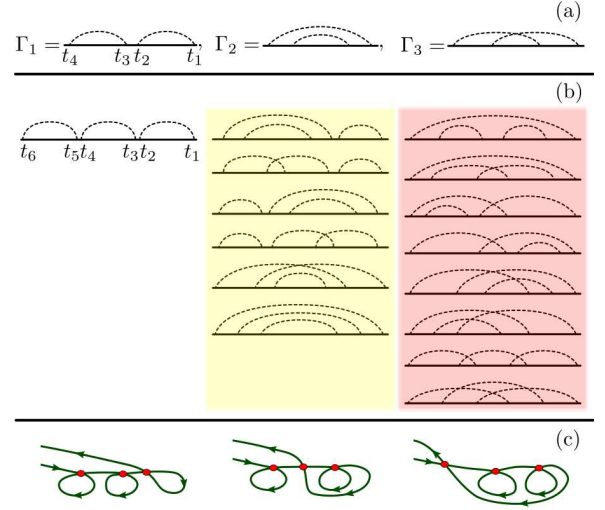 (a)
Γ₁ = , Γ₂ = , Γ₃ =
t₄ t₃ t₂ t₁
(b)
t₆ t₅ t₄ t₃ t₂ t₁
(c)